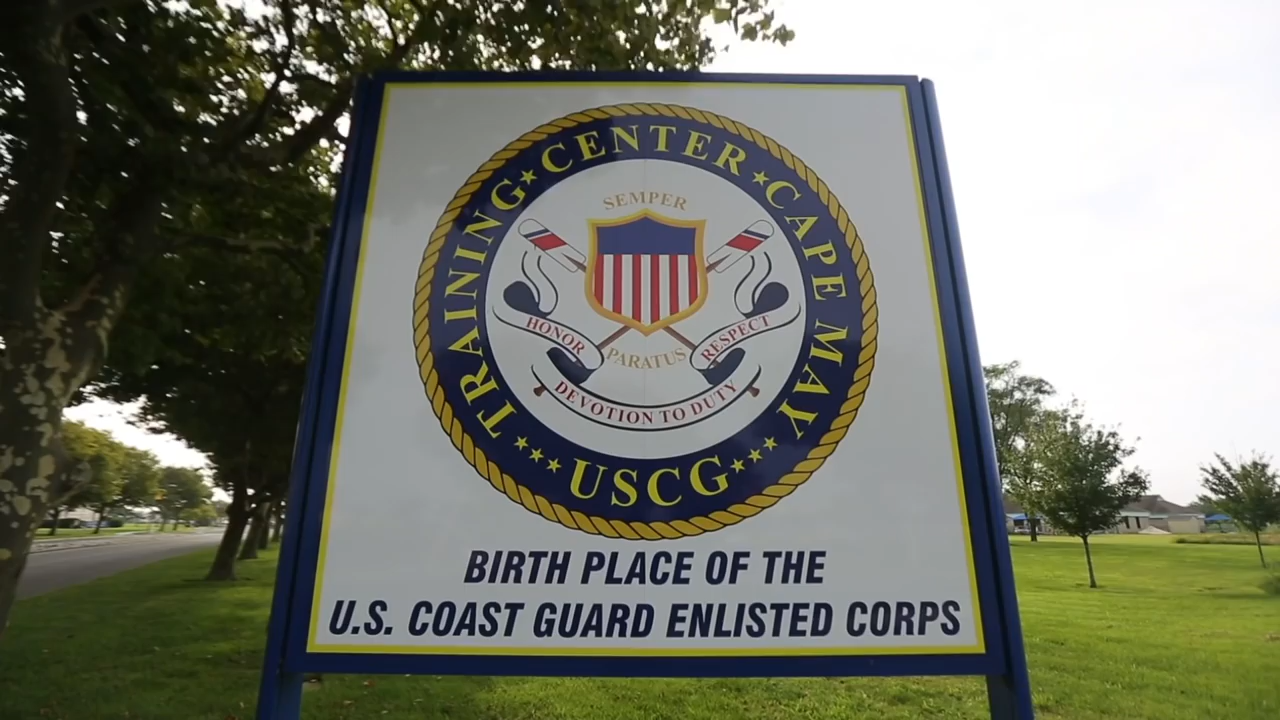 TRAINING★CENTER★CAPE MAY
★★★USCG★★★
SEMPER
HONOR
PARATUS
RESPECT
DEVOTION TO DUTY
BIRTH PLACE OF THE
U.S. COAST GUARD ENLISTED CORPS